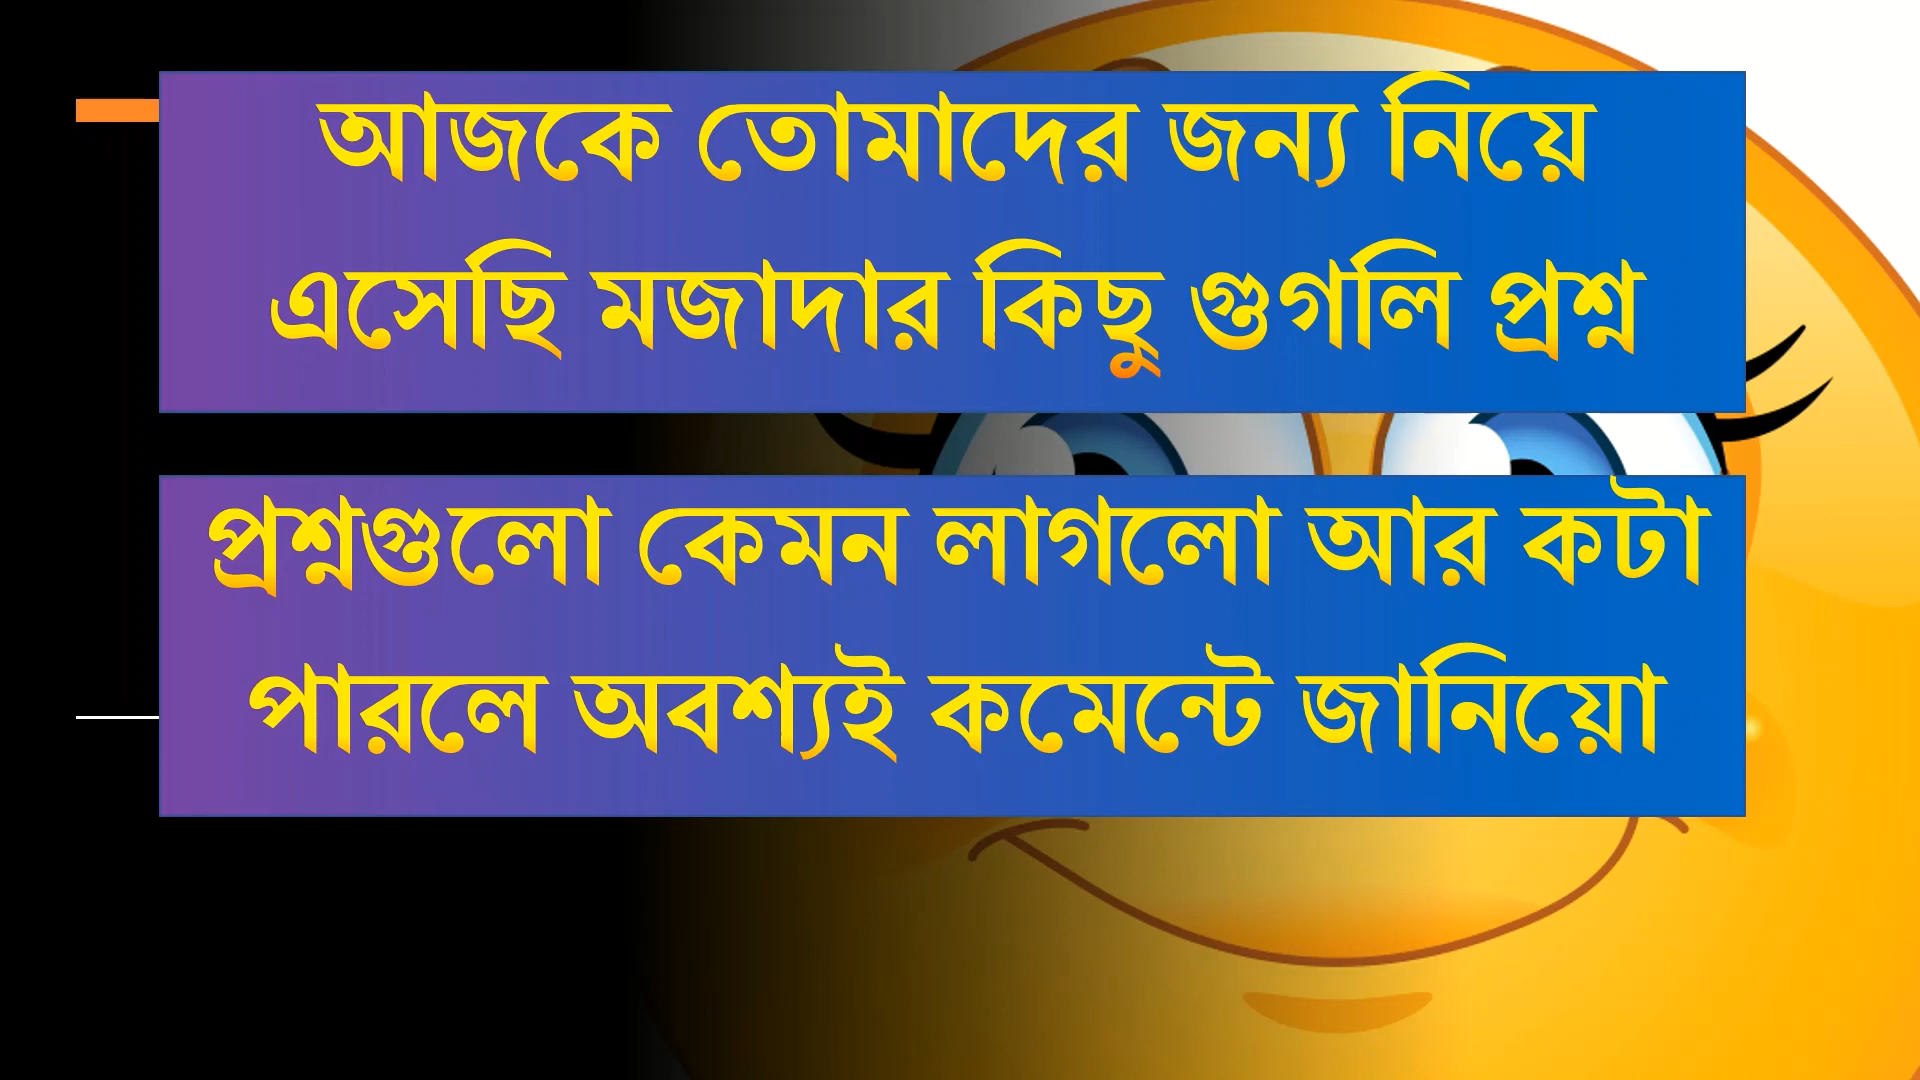 আজকে তোমাদের জন্য নিয়ে
এসেছি মজাদার কিছু গুগলি প্রশ্ন
প্রশ্নগুলো কেমন লাগলো আর কটা
পারলে অবশ্যই কমেন্টে জানিয়ো